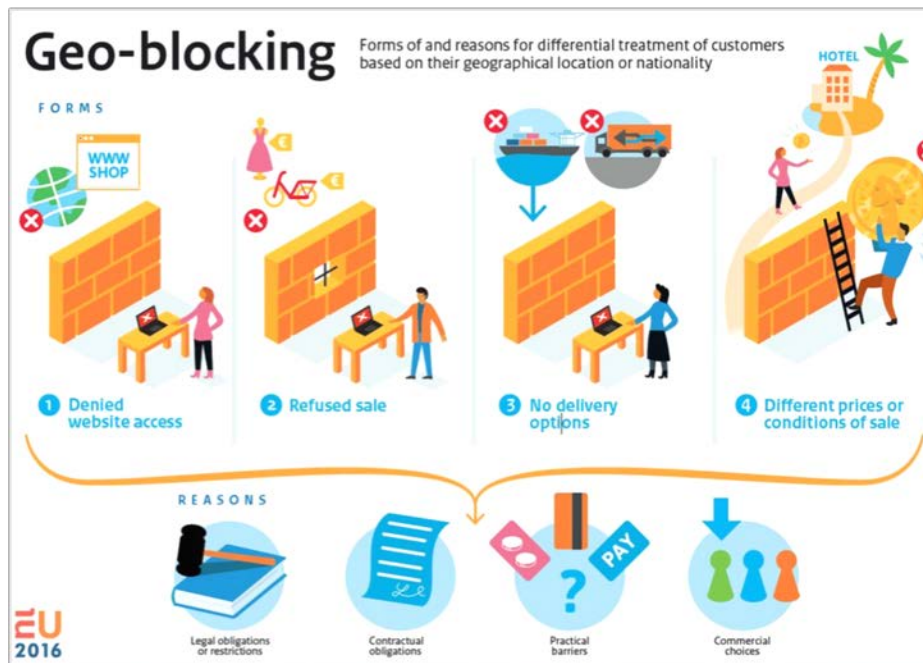 Geo-blocking
Forms of and reasons for differential treatment of customers
based on their geographical location or nationality
FORMS
WWW
SHOP
€
€
HOTEL
1 Denied
website access
2 Refused sale
3 No delivery
options
4 Different prices or
conditions of sale
REASONS
PAY
?
Legal obligations
or restrictions
Contractual
obligations
Practical
barriers
Commercial
choices
EU
2016